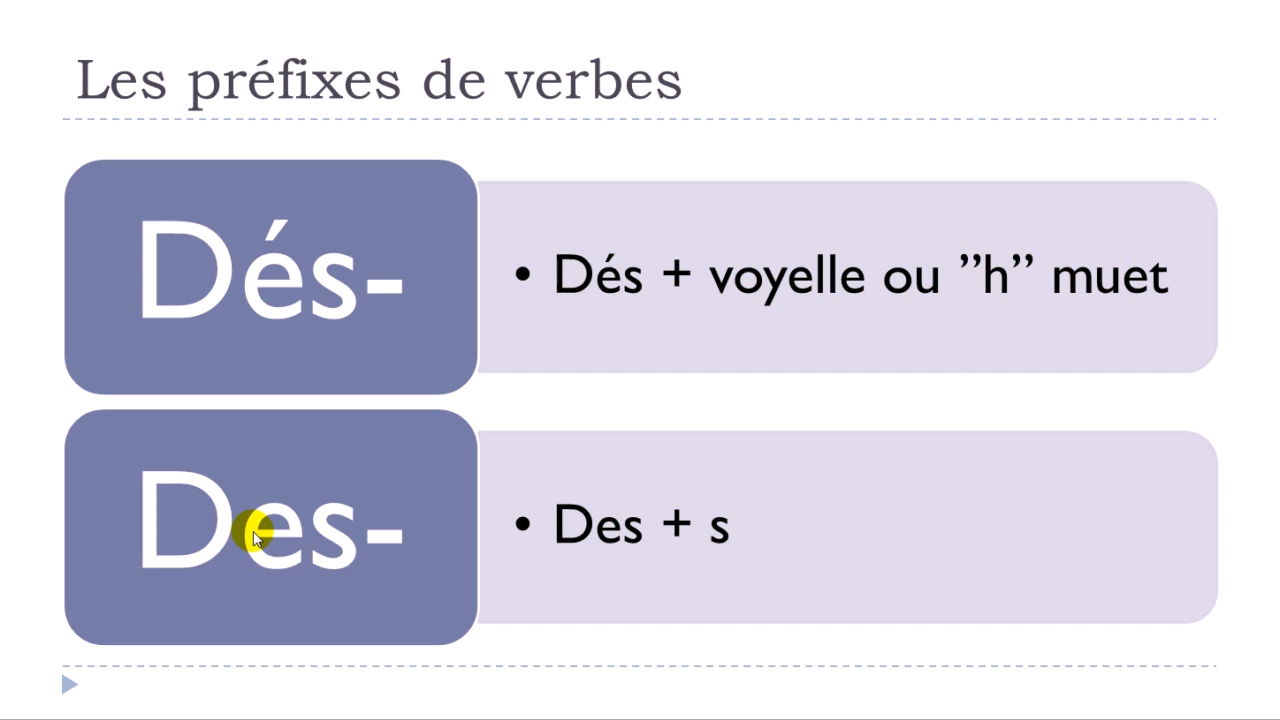 Les préfixes de verbes
Dés-
• Dés + voyelle ou ”h” muet
Des-
• Des + s